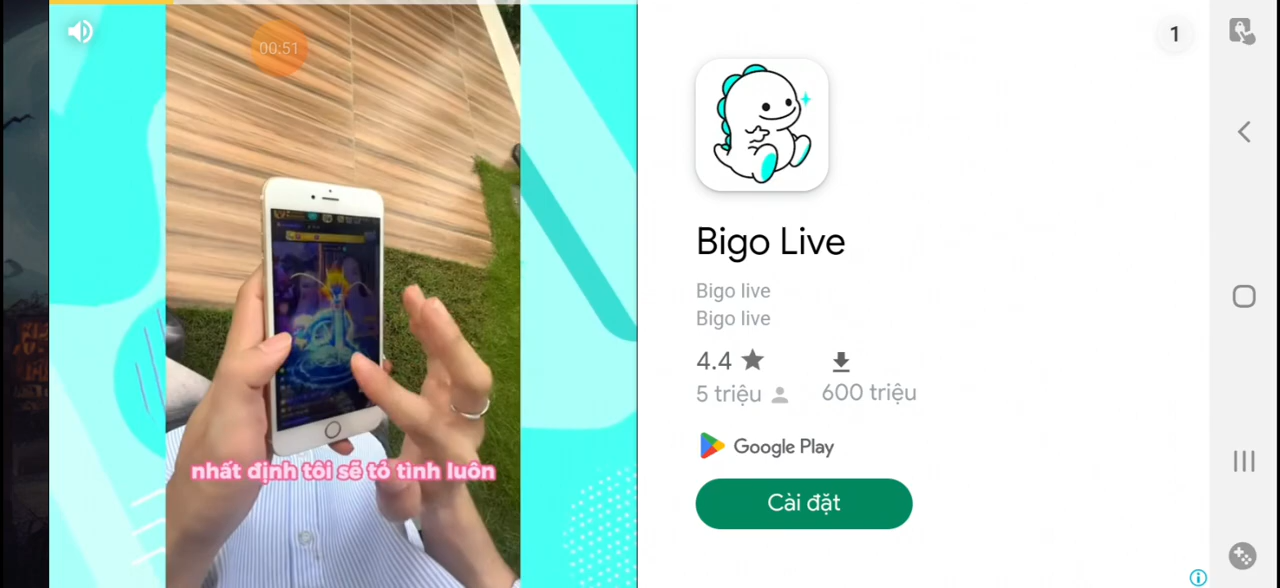 00:51
nhất định tôi sẽ tỏ tình luôn
1
Bigo Live
Bigo live
Bigo live
4.4
5 triệu
600 triệu
Google Play
Cài đặt